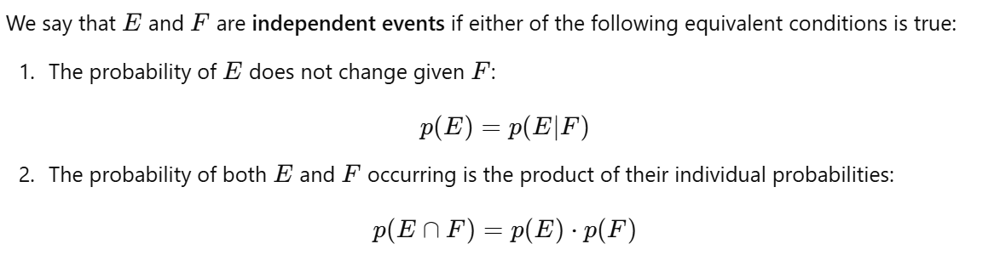 We say that E and F are independent events if either of the following equivalent conditions is true:
1. The probability of E does not change given F:
p(E) = p(E|F)
2. The probability of both E and F occurring is the product of their individual probabilities:
p(E ∩ F) = p(E) · p(F)